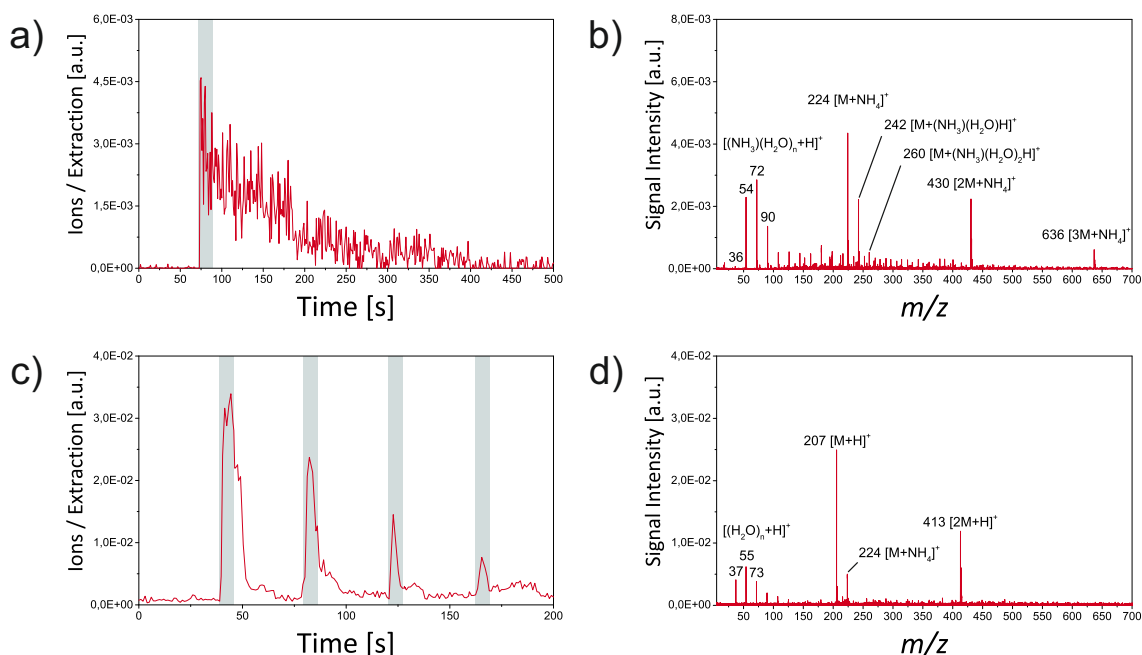 a)
Ions / Extraction [a.u.]
6,0E-03
4,5E-03
3,0E-03
1,5E-03
0,0E+00
0 50 100 150 200 250 300 350 400 450 500
Time [s]
b)
Signal Intensity [a.u.]
8,0E-03
6,0E-03
4,0E-03
2,0E-03
0,0E+00
224 [M+NH₄]⁺
242 [M+(NH₃)(H₂O)H]⁺
260 [M+(NH₃)(H₂O)₂H]⁺
[(NH₃)(H₂O)ₙ+H]⁺
72
54
90
36
430 [2M+NH₄]⁺
636 [3M+NH₄]⁺
50 100 150 200 250 300 350 400 450 500 550 600 650 700
m/z
c)
Ions / Extraction [a.u.]
4,0E-02
3,0E-02
2,0E-02
1,0E-02
0,0E+00
0 50 100 150 200
Time [s]
d)
Signal Intensity [a.u.]
4,0E-02
3,0E-02
2,0E-02
1,0E-02
0,0E+00
207 [M+H]⁺
[(H₂O)ₙ+H]⁺
55
37 73
224 [M+NH₄]⁺
413 [2M+H]⁺
50 100 150 200 250 300 350 400 450 500 550 600 650 700
m/z